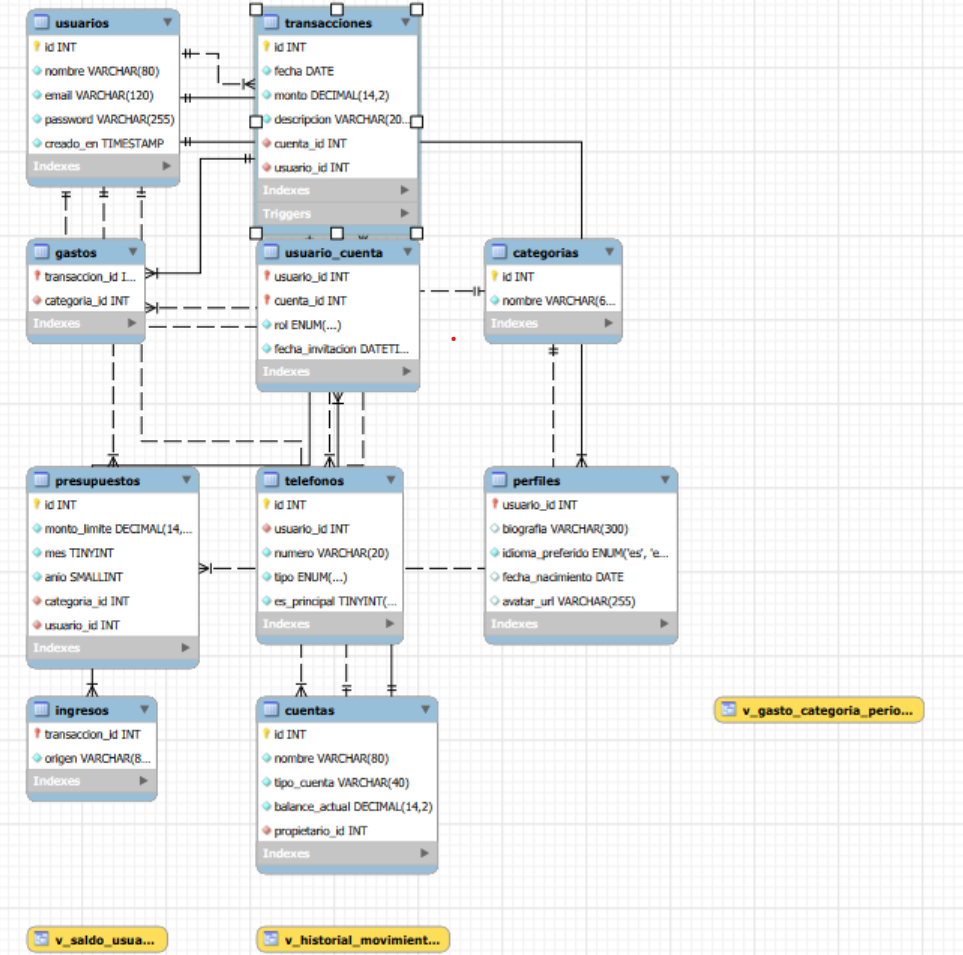 usuarios
id INT
nombre VARCHAR(80)
email VARCHAR(120)
password VARCHAR(255)
creado_en TIMESTAMP
Indexes
transacciones
id INT
fecha DATE
monto DECIMAL(14,2)
descripcion VARCHAR(20...
cuenta_id INT
usuario_id INT
Indexes
Triggers
gastos
transaccion_id I...
categoria_id INT
Indexes
usuario_cuenta
usuario_id INT
cuenta_id INT
rol ENUM(...)
fecha_invitacion DATETI...
Indexes
categorias
id INT
nombre VARCHAR(6...
Indexes
presupuestos
id INT
monto_limite DECIMAL(14,...
mes TINYINT
anio SMALLINT
categoria_id INT
usuario_id INT
Indexes
telefonos
id INT
usuario_id INT
numero VARCHAR(20)
tipo ENUM(...)
es_principal TINYINT(...
Indexes
perfiles
usuario_id INT
biografia VARCHAR(300)
idioma_preferido ENUM('es', 'e...
fecha_nacimiento DATE
avatar_url VARCHAR(255)
Indexes
ingresos
transaccion_id INT
origen VARCHAR(8...
Indexes
cuentas
id INT
nombre VARCHAR(80)
tipo_cuenta VARCHAR(40)
balance_actual DECIMAL(14,2)
propietario_id INT
Indexes
v_gasto_categoria_perio...
v_saldo_usua...
v_historial_movimient...